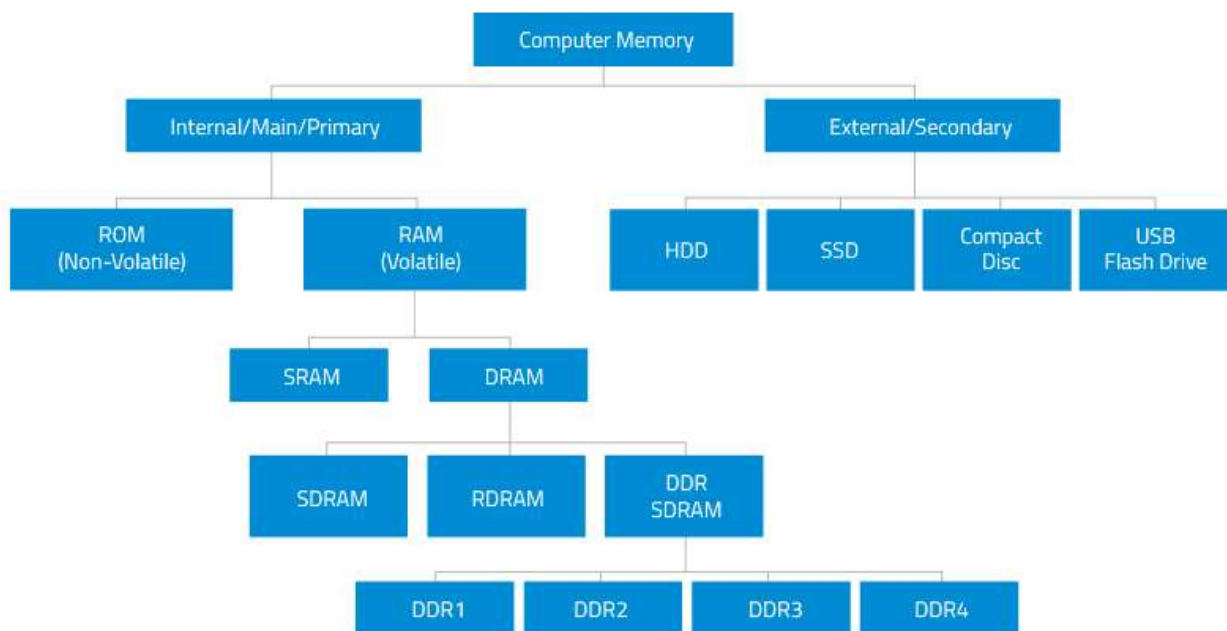 Computer Memory
Internal/Main/Primary
External/Secondary
ROM
(Non-Volatile)
RAM
(Volatile)
HDD
SSD
Compact
Disc
USB
Flash Drive
SRAM
DRAM
SDRAM
RDRAM
DDR
SDRAM
DDR1
DDR2
DDR3
DDR4